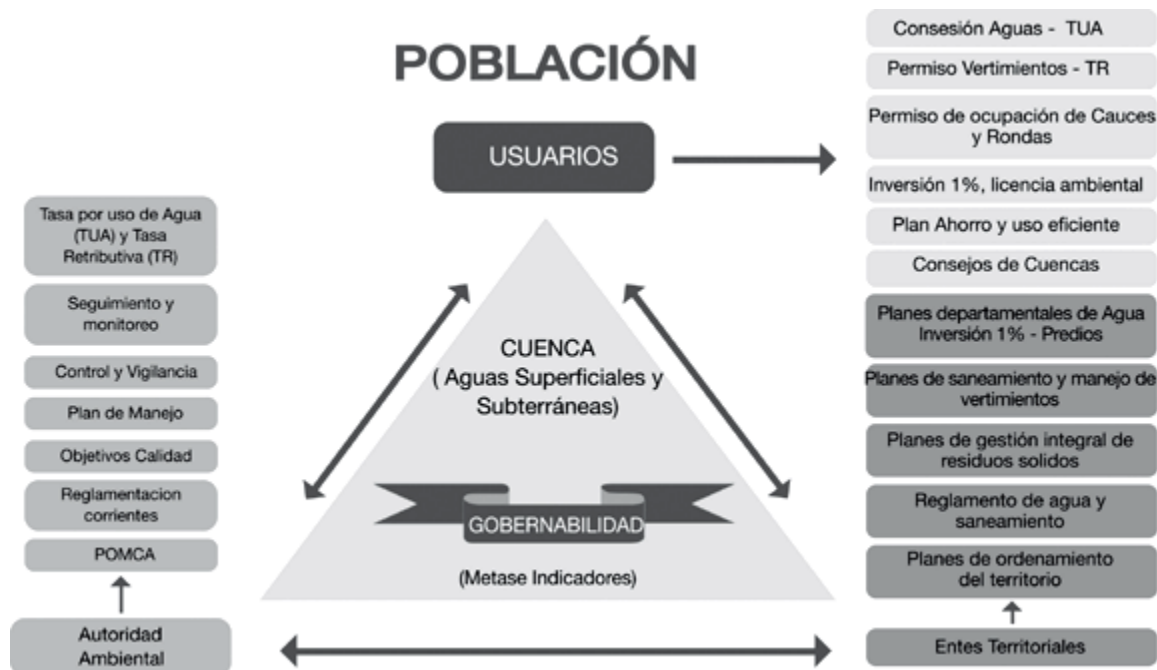 POBLACIÓN
USUARIOS
Tasa por uso de Agua
(TUA) y Tasa
Retributiva (TR)
Seguimiento y
monitoreo
Control y Vigilancia
Plan de Manejo
Objetivos Calidad
Reglamentacion
corrientes
POMCA
Autoridad
Ambiental
CUENCA
( Aguas Superficiales y
Subterráneas)
GOBERNABILIDAD
(Metase Indicadores)
Consesión Aguas - TUA
Permiso Vertimientos - TR
Permiso de ocupación de Cauces
y Rondas
Inversión 1%, licencia ambiental
Plan Ahorro y uso eficiente
Consejos de Cuencas
Planes departamentales de Agua
Inversión 1% - Predios
Planes de saneamiento y manejo de
vertimientos
Planes de gestión integral de
residuos solidos
Reglamento de agua y
saneamiento
Planes de ordenamiento
del territorio
Entes Territoriales